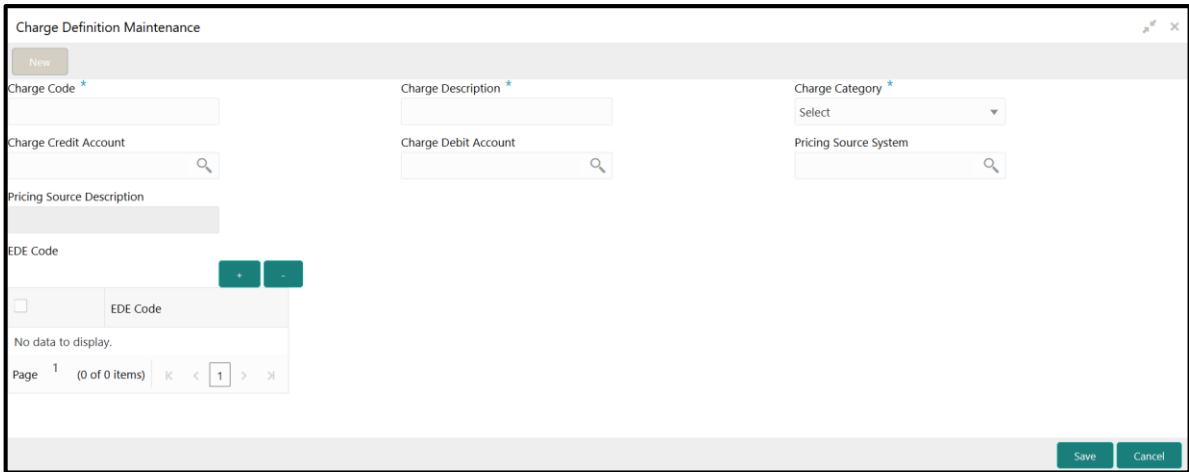 Charge Definition Maintenance
New
Charge Code * Charge Description * Charge Category *
Select
Charge Credit Account Charge Debit Account Pricing Source System
Pricing Source Description
EDE Code
+ -
EDE Code
No data to display.
Page 1 (0 of 0 items) 1
Save Cancel